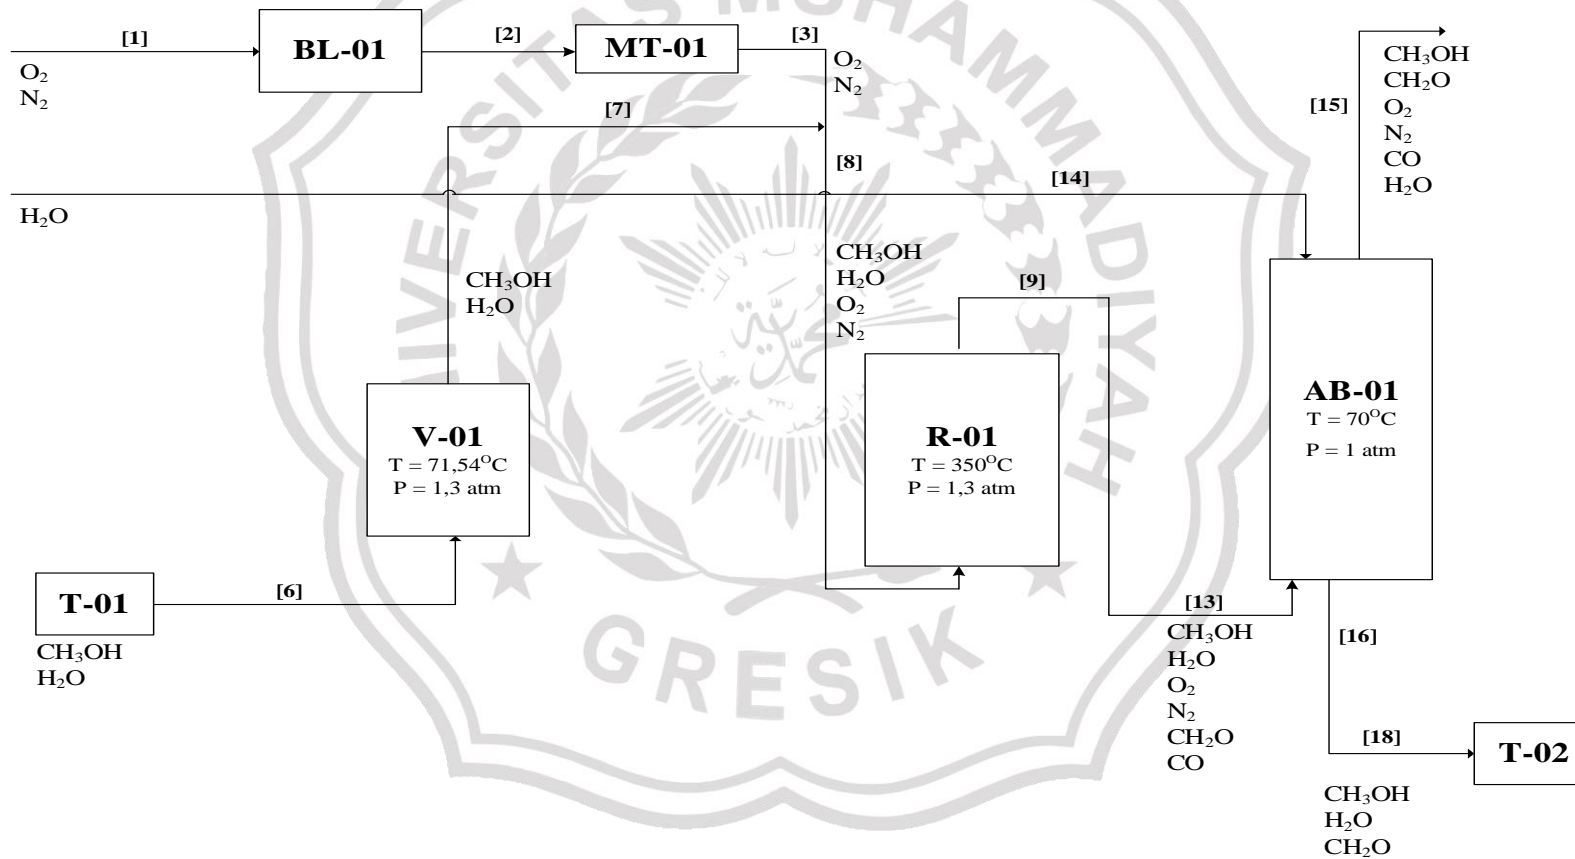 [1]
BL-01
[2]
MT-01
[3]
O₂
N₂
O₂
N₂
[7]
[8]
[14]
H₂O
[15]
CH₃OH
CH₂O
O₂
N₂
CO
H₂O
CH₃OH
H₂O
CH₃OH
H₂O
O₂
N₂
[9]
V-01
T = 71,54ᴼC
P = 1,3 atm
R-01
T = 350ᴼC
P = 1,3 atm
AB-01
T = 70ᴼC
P = 1 atm
T-01
[6]
CH₃OH
H₂O
[13]
CH₃OH
H₂O
O₂
N₂
CH₂O
CO
[16]
[18]
T-02
CH₃OH
H₂O
CH₂O
GRESIK